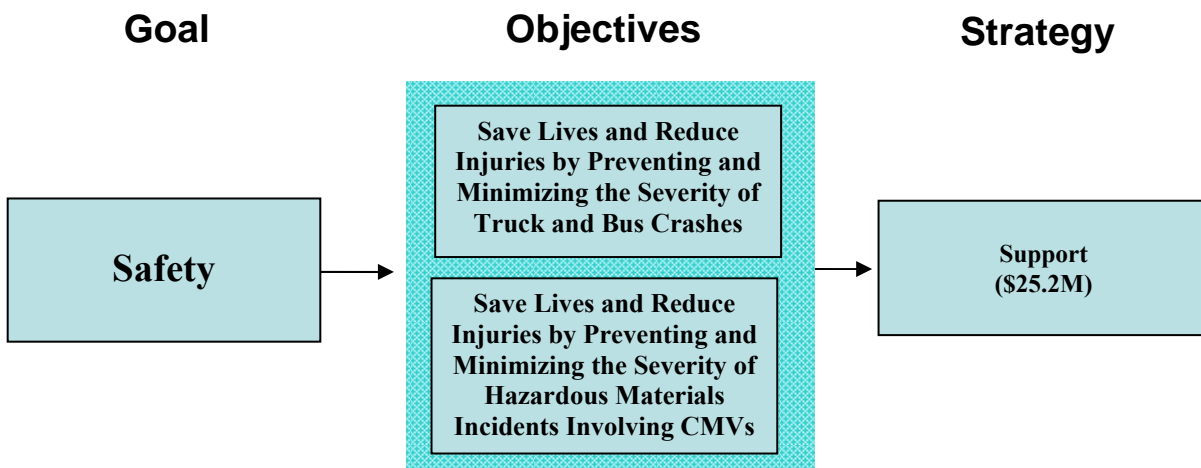 Goal
Objectives
Strategy
Safety
Save Lives and Reduce
Injuries by Preventing and
Minimizing the Severity of
Truck and Bus Crashes
Save Lives and Reduce
Injuries by Preventing and
Minimizing the Severity of
Hazardous Materials
Incidents Involving CMVs
Support
($25.2M)